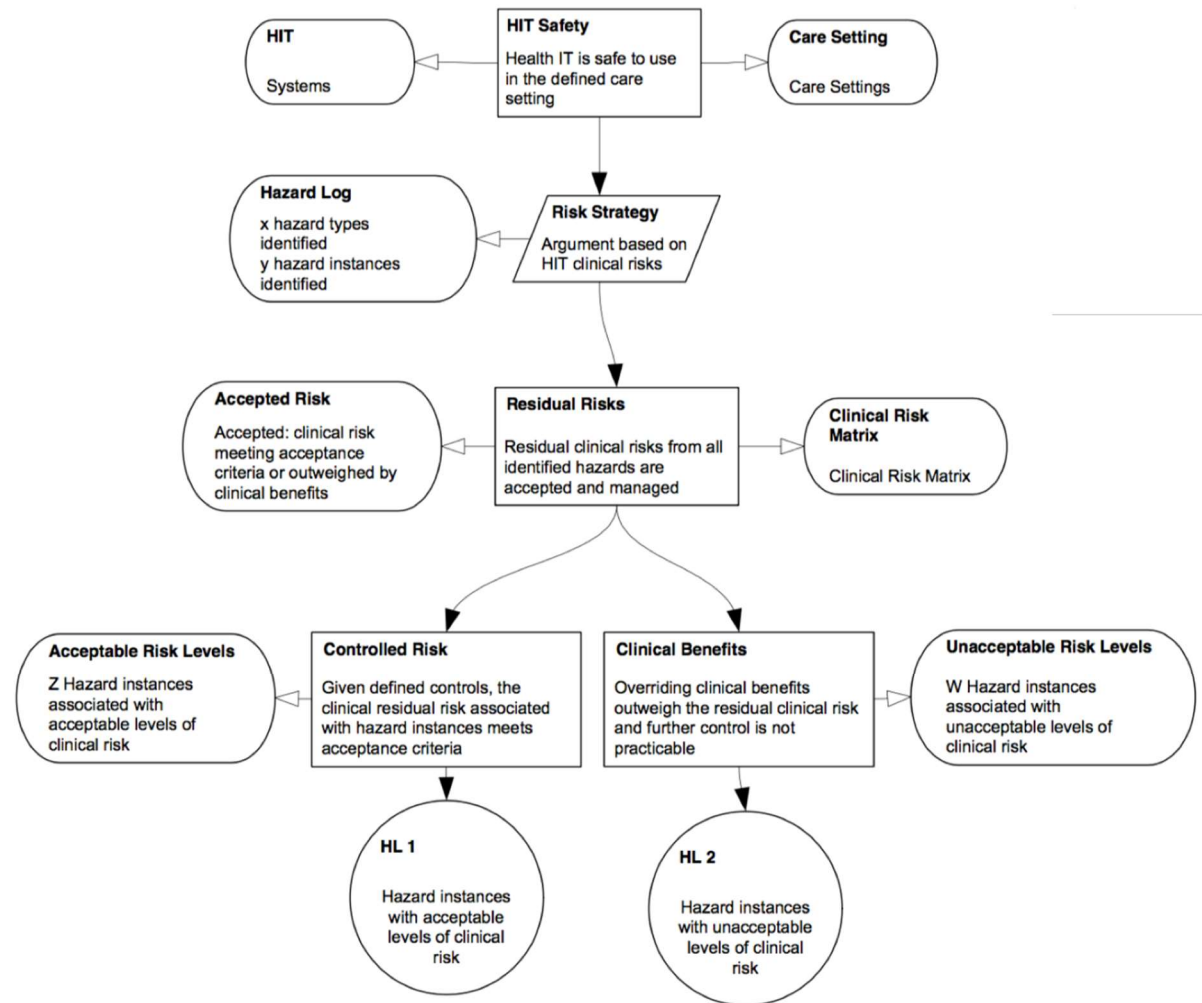 HIT
Systems
HIT Safety
Health IT is safe to use
in the defined care
setting
Care Setting
Care Settings
Hazard Log
x hazard types
identified
y hazard instances
identified
Risk Strategy
Argument based on
HIT clinical risks
Accepted Risk
Accepted: clinical risk
meeting acceptance
criteria or outweighed by
clinical benefits
Residual Risks
Residual clinical risks from all
identified hazards are
accepted and managed
Clinical Risk
Matrix
Clinical Risk Matrix
Acceptable Risk Levels
Z Hazard instances
associated with
acceptable levels of
clinical risk
Controlled Risk
Given defined controls, the
clinical residual risk associated
with hazard instances meets
acceptance criteria
Clinical Benefits
Overriding clinical benefits
outweigh the residual clinical risk
and further control is not
practicable
Unacceptable Risk Levels
W Hazard instances
associated with
unacceptable levels of
clinical risk
HL 1
Hazard instances
with acceptable
levels of clinical
risk
HL 2
Hazard instances
with unacceptable
levels of clinical
risk